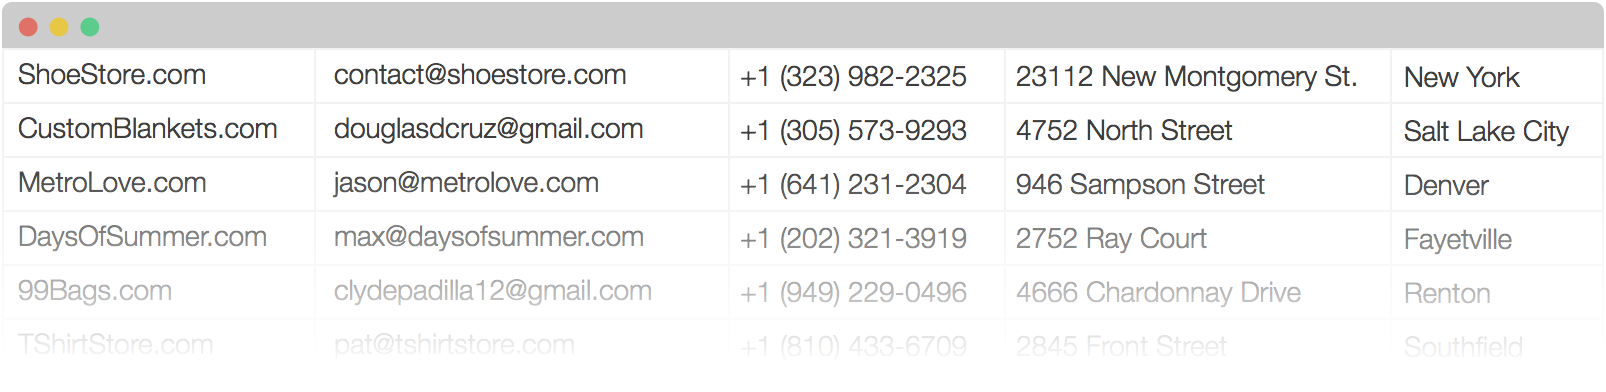 ShoeStore.com contact@shoestore.com +1 (323) 982-2325 23112 New Montgomery St. New York
CustomBlankets.com douglasdcruz@gmail.com +1 (305) 573-9293 4752 North Street Salt Lake City
MetroLove.com jason@metrolove.com +1 (641) 231-2304 946 Sampson Street Denver
DaysOfSummer.com max@daysofsummer.com +1 (202) 321-3919 2752 Ray Court Fayetville
99Bags.com clydepadilla12@gmail.com +1 (949) 229-0496 4666 Chardonnay Drive Renton
TShirtStore.com pat@tshirtstore.com +1 (810) 433-6709 2845 Front Street Southfield